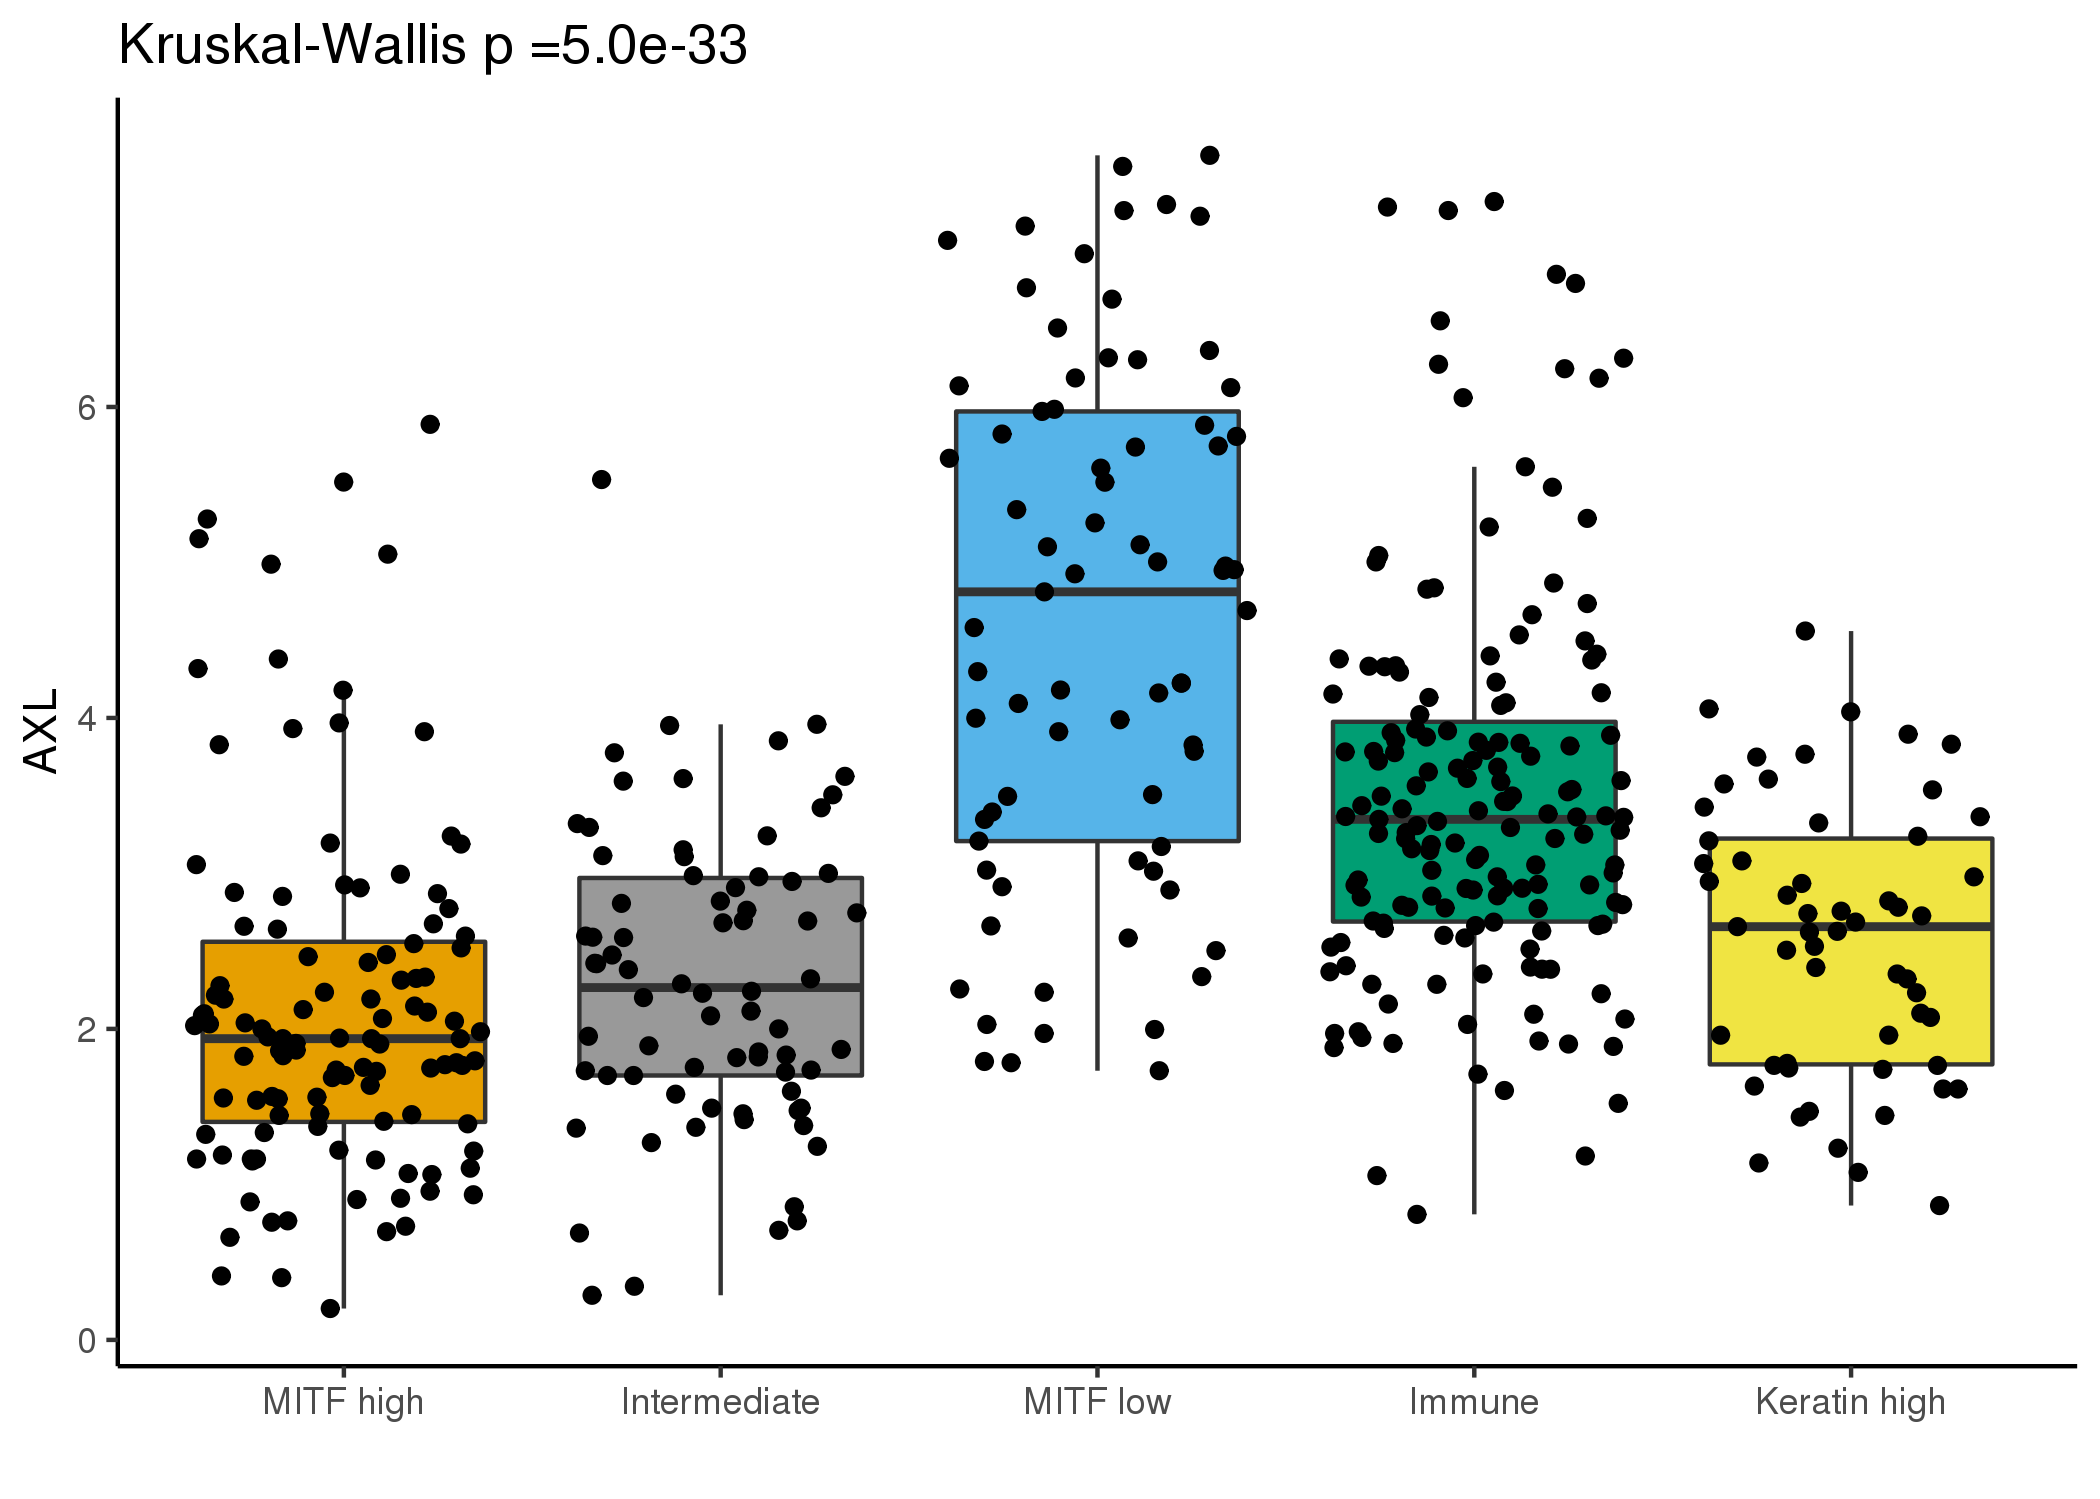 Kruskal-Wallis p =5.0e-33
AXL
6
4
2
0
MITF high
Intermediate
MITF low
Immune
Keratin high